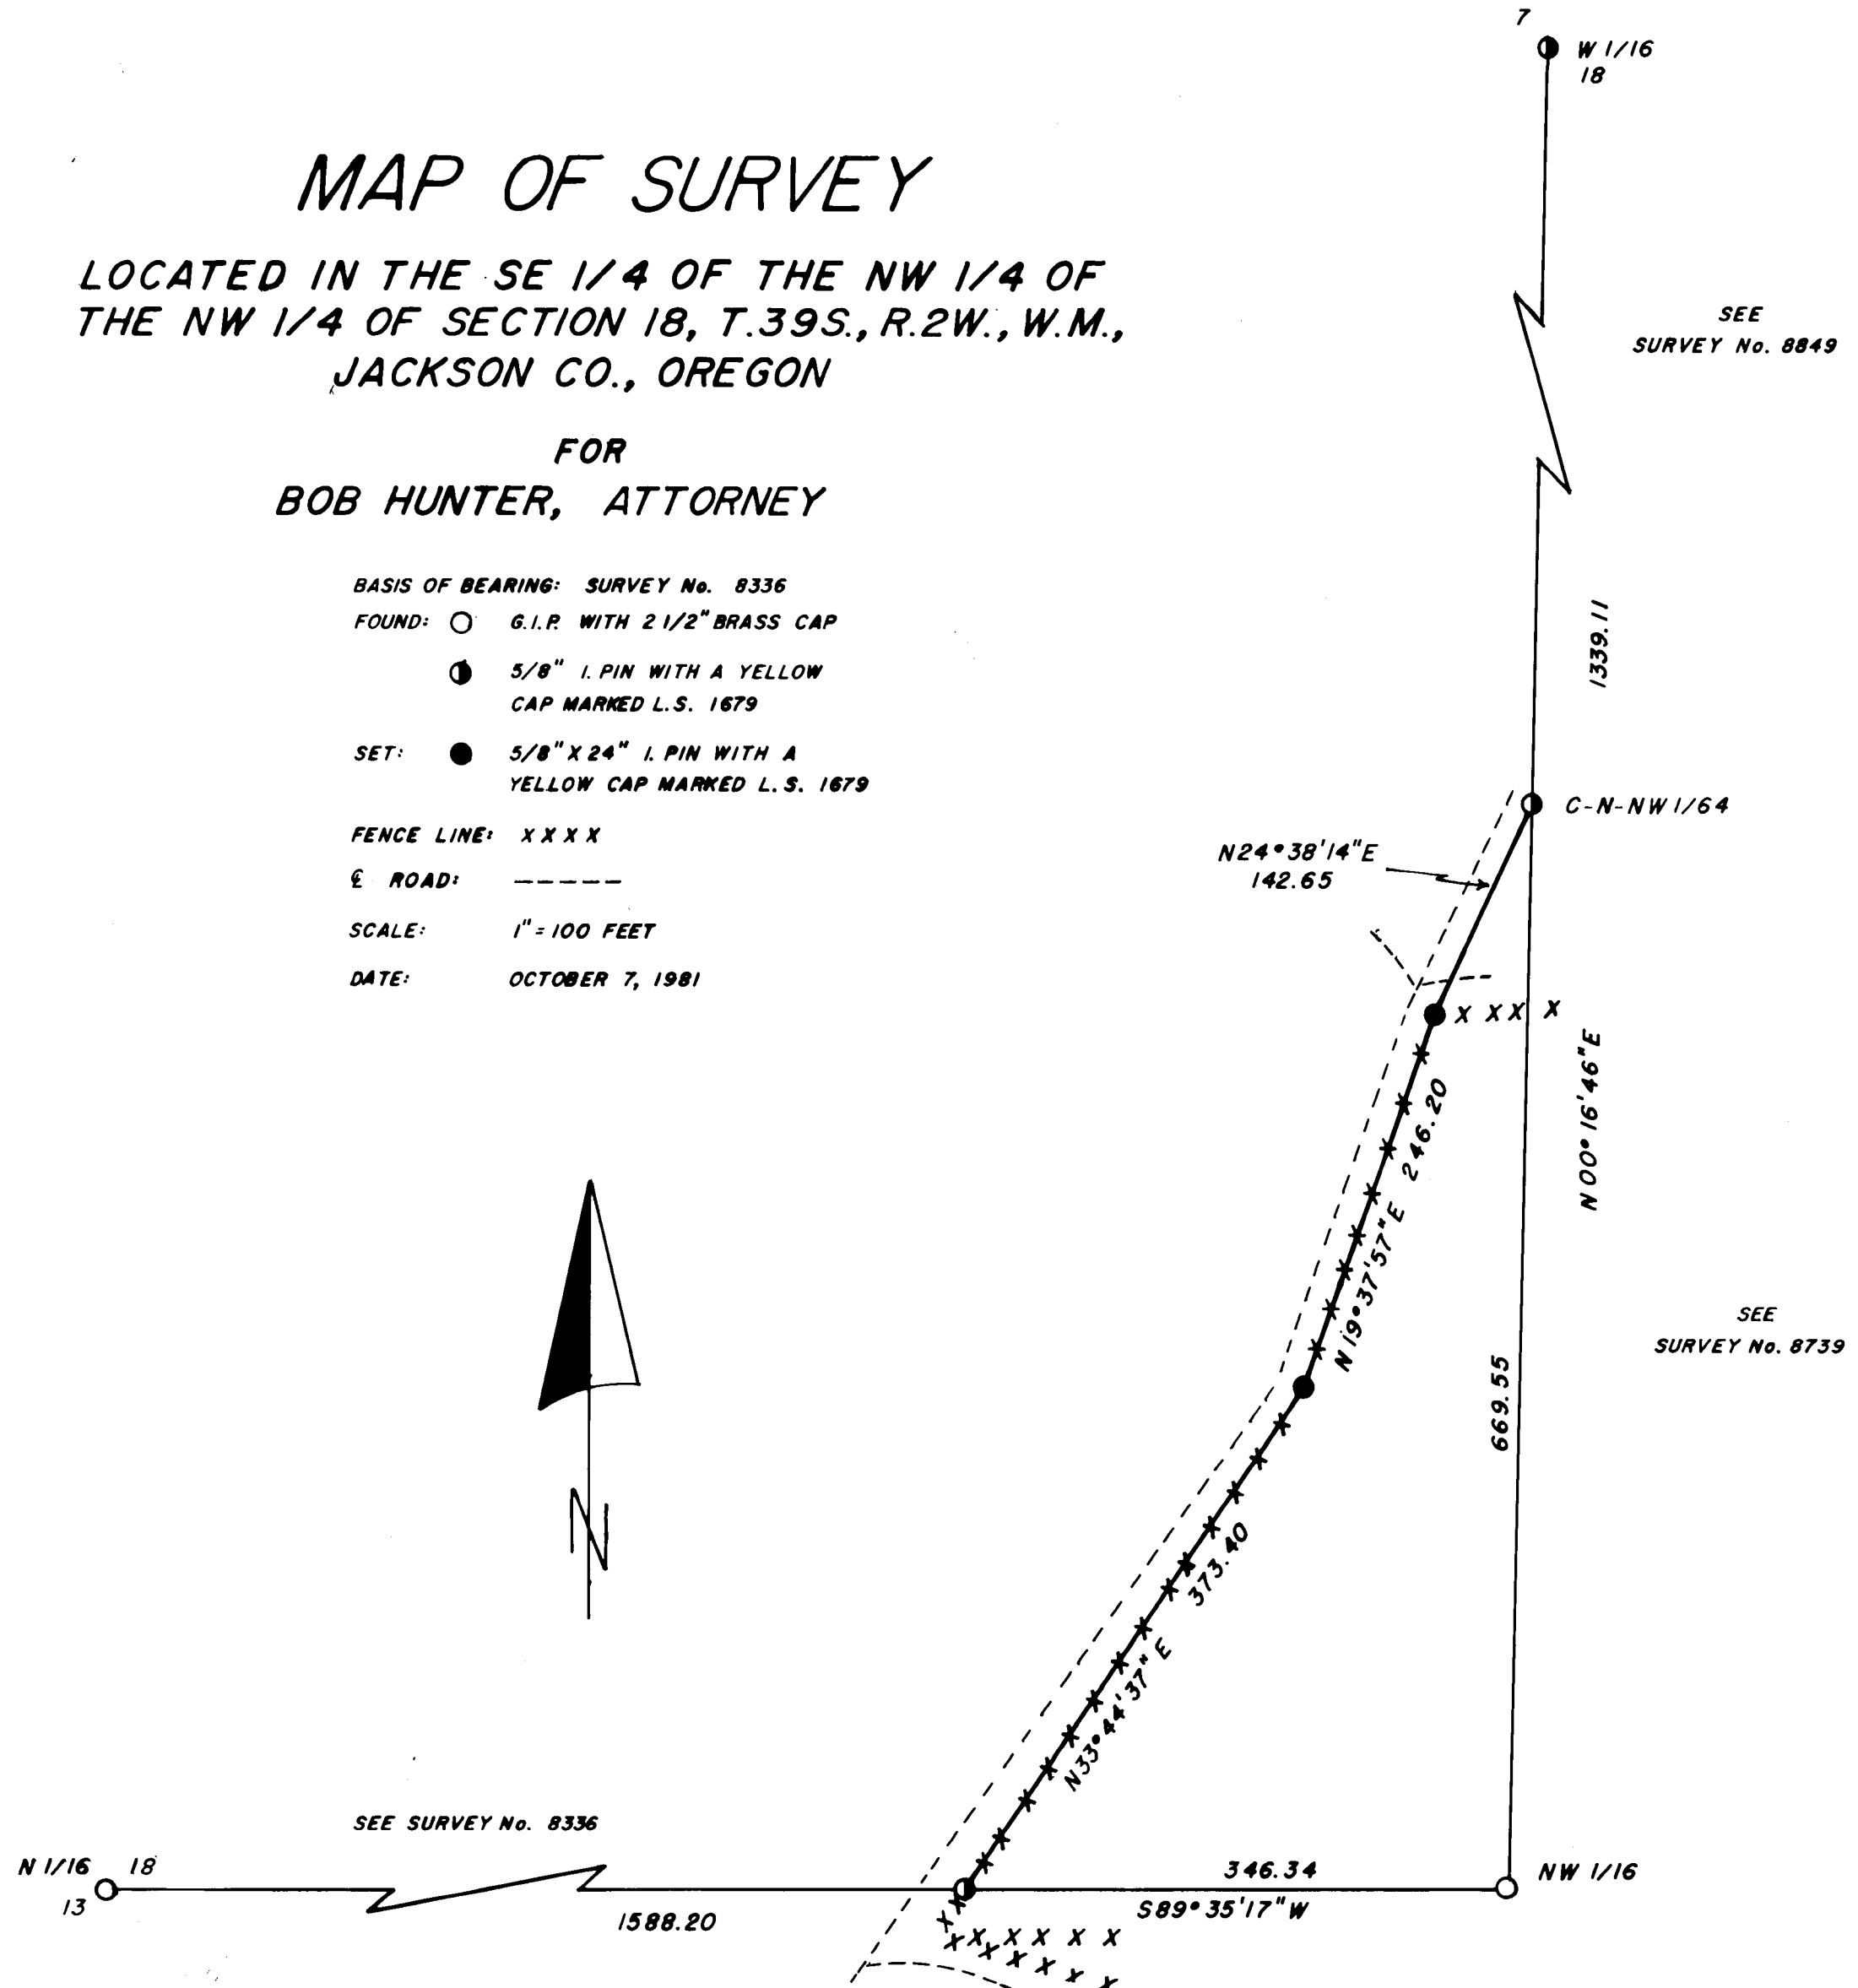 7
W 1/16
18
MAP OF SURVEY
LOCATED IN THE SE 1/4 OF THE NW 1/4 OF
THE NW 1/4 OF SECTION 18, T.39S., R.2W., W.M.,
JACKSON CO., OREGON
FOR
BOB HUNTER, ATTORNEY
SEE
SURVEY No. 8849
BASIS OF BEARING: SURVEY No. 8336
FOUND: G.I.P. WITH 2 1/2" BRASS CAP
5/8" I. PIN WITH A YELLOW
CAP MARKED L.S. 1679
SET: 5/8" X 24" I. PIN WITH A
YELLOW CAP MARKED L.S. 1679
FENCE LINE: X X X X
℄ ROAD: -----
SCALE: 1" = 100 FEET
DATE: OCTOBER 7, 1981
1339.11
C-N-NW 1/64
N24°38'14"E
142.65
N00°16'46"E
N19°37'57"E 246.20
SEE
SURVEY No. 8739
669.55
N
N33°44'37"E 373.40
SEE SURVEY No. 8336
N 1/16 18
13
1588.20
346.34
S89°35'17"W
NW 1/16